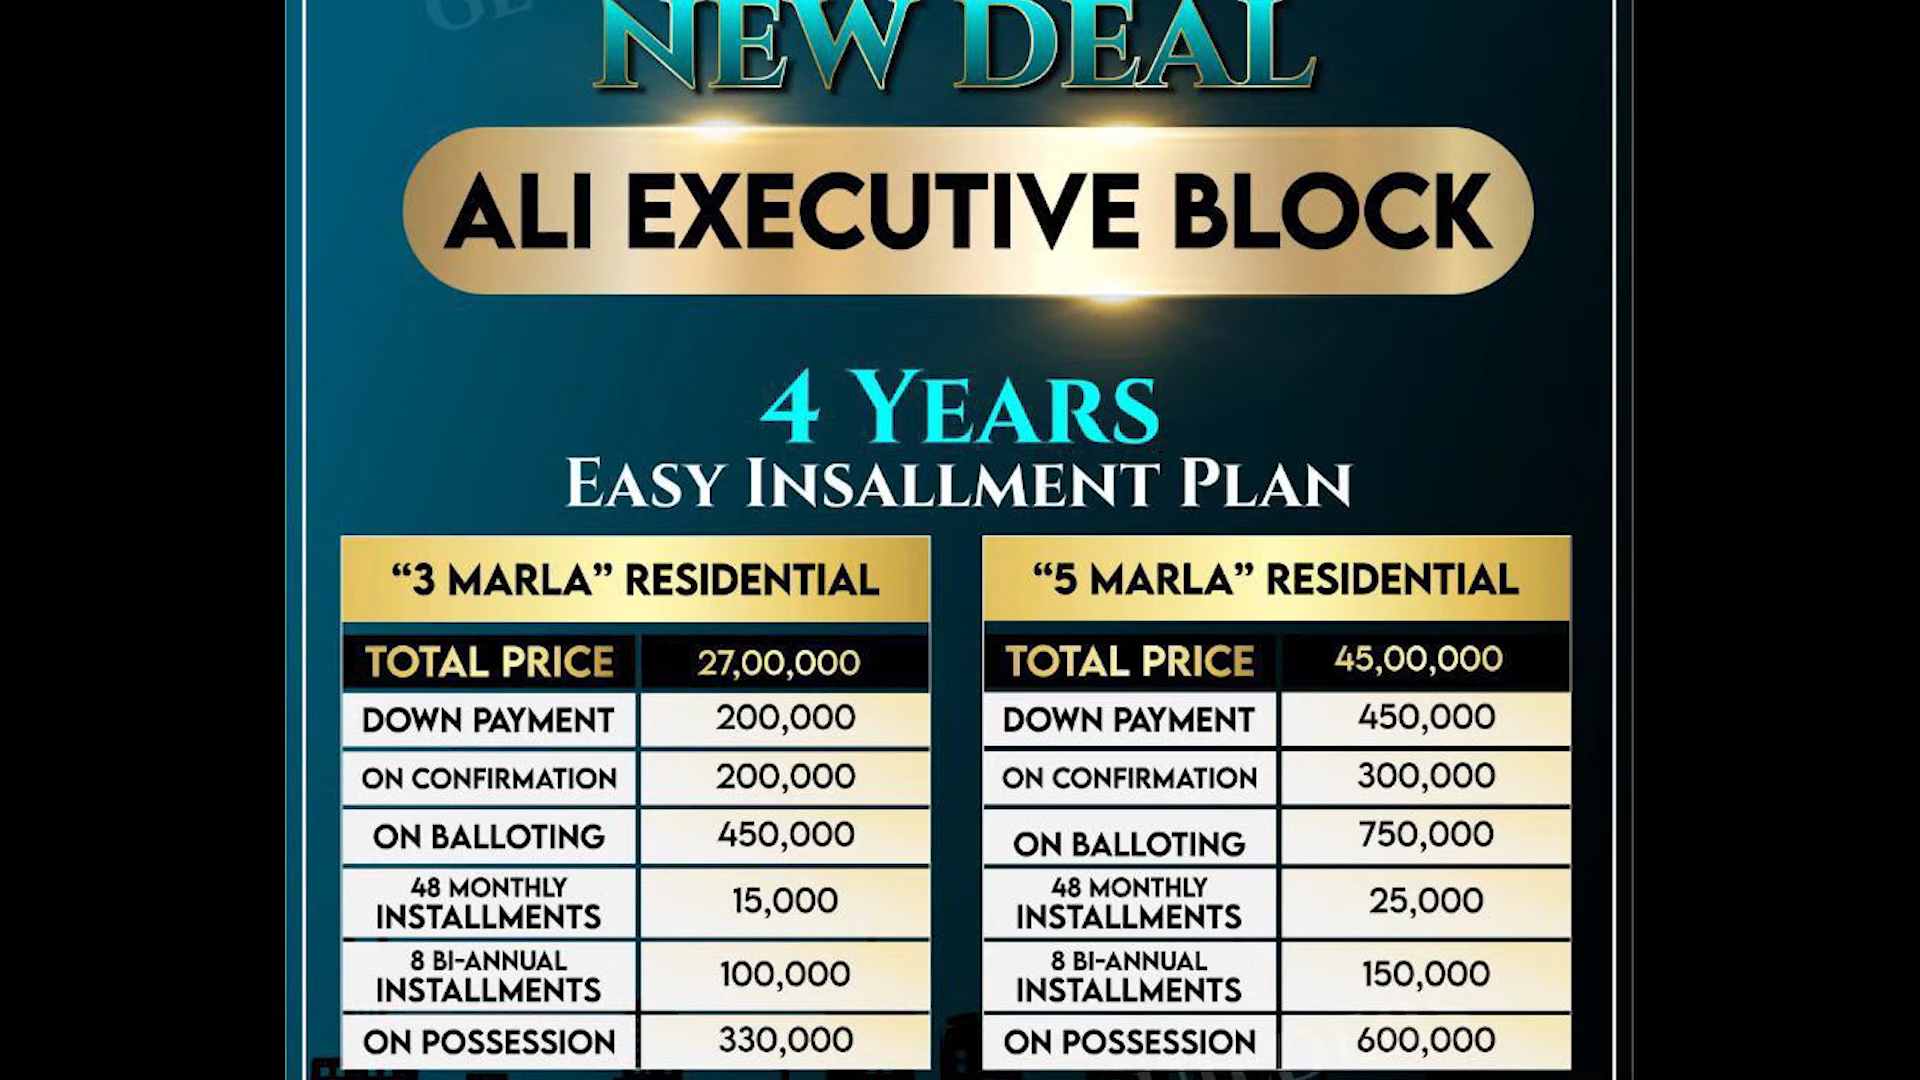 NEW DEAL
ALI EXECUTIVE BLOCK
4 YEARS
EASY INSALLMENT PLAN
"3 MARLA" RESIDENTIAL
TOTAL PRICE 27,00,000
DOWN PAYMENT 200,000
ON CONFIRMATION 200,000
ON BALLOTING 450,000
48 MONTHLY
INSTALLMENTS 15,000
8 BI-ANNUAL
INSTALLMENTS 100,000
ON POSSESSION 330,000
"5 MARLA" RESIDENTIAL
TOTAL PRICE 45,00,000
DOWN PAYMENT 450,000
ON CONFIRMATION 300,000
ON BALLOTING 750,000
48 MONTHLY
INSTALLMENTS 25,000
8 BI-ANNUAL
INSTALLMENTS 150,000
ON POSSESSION 600,000